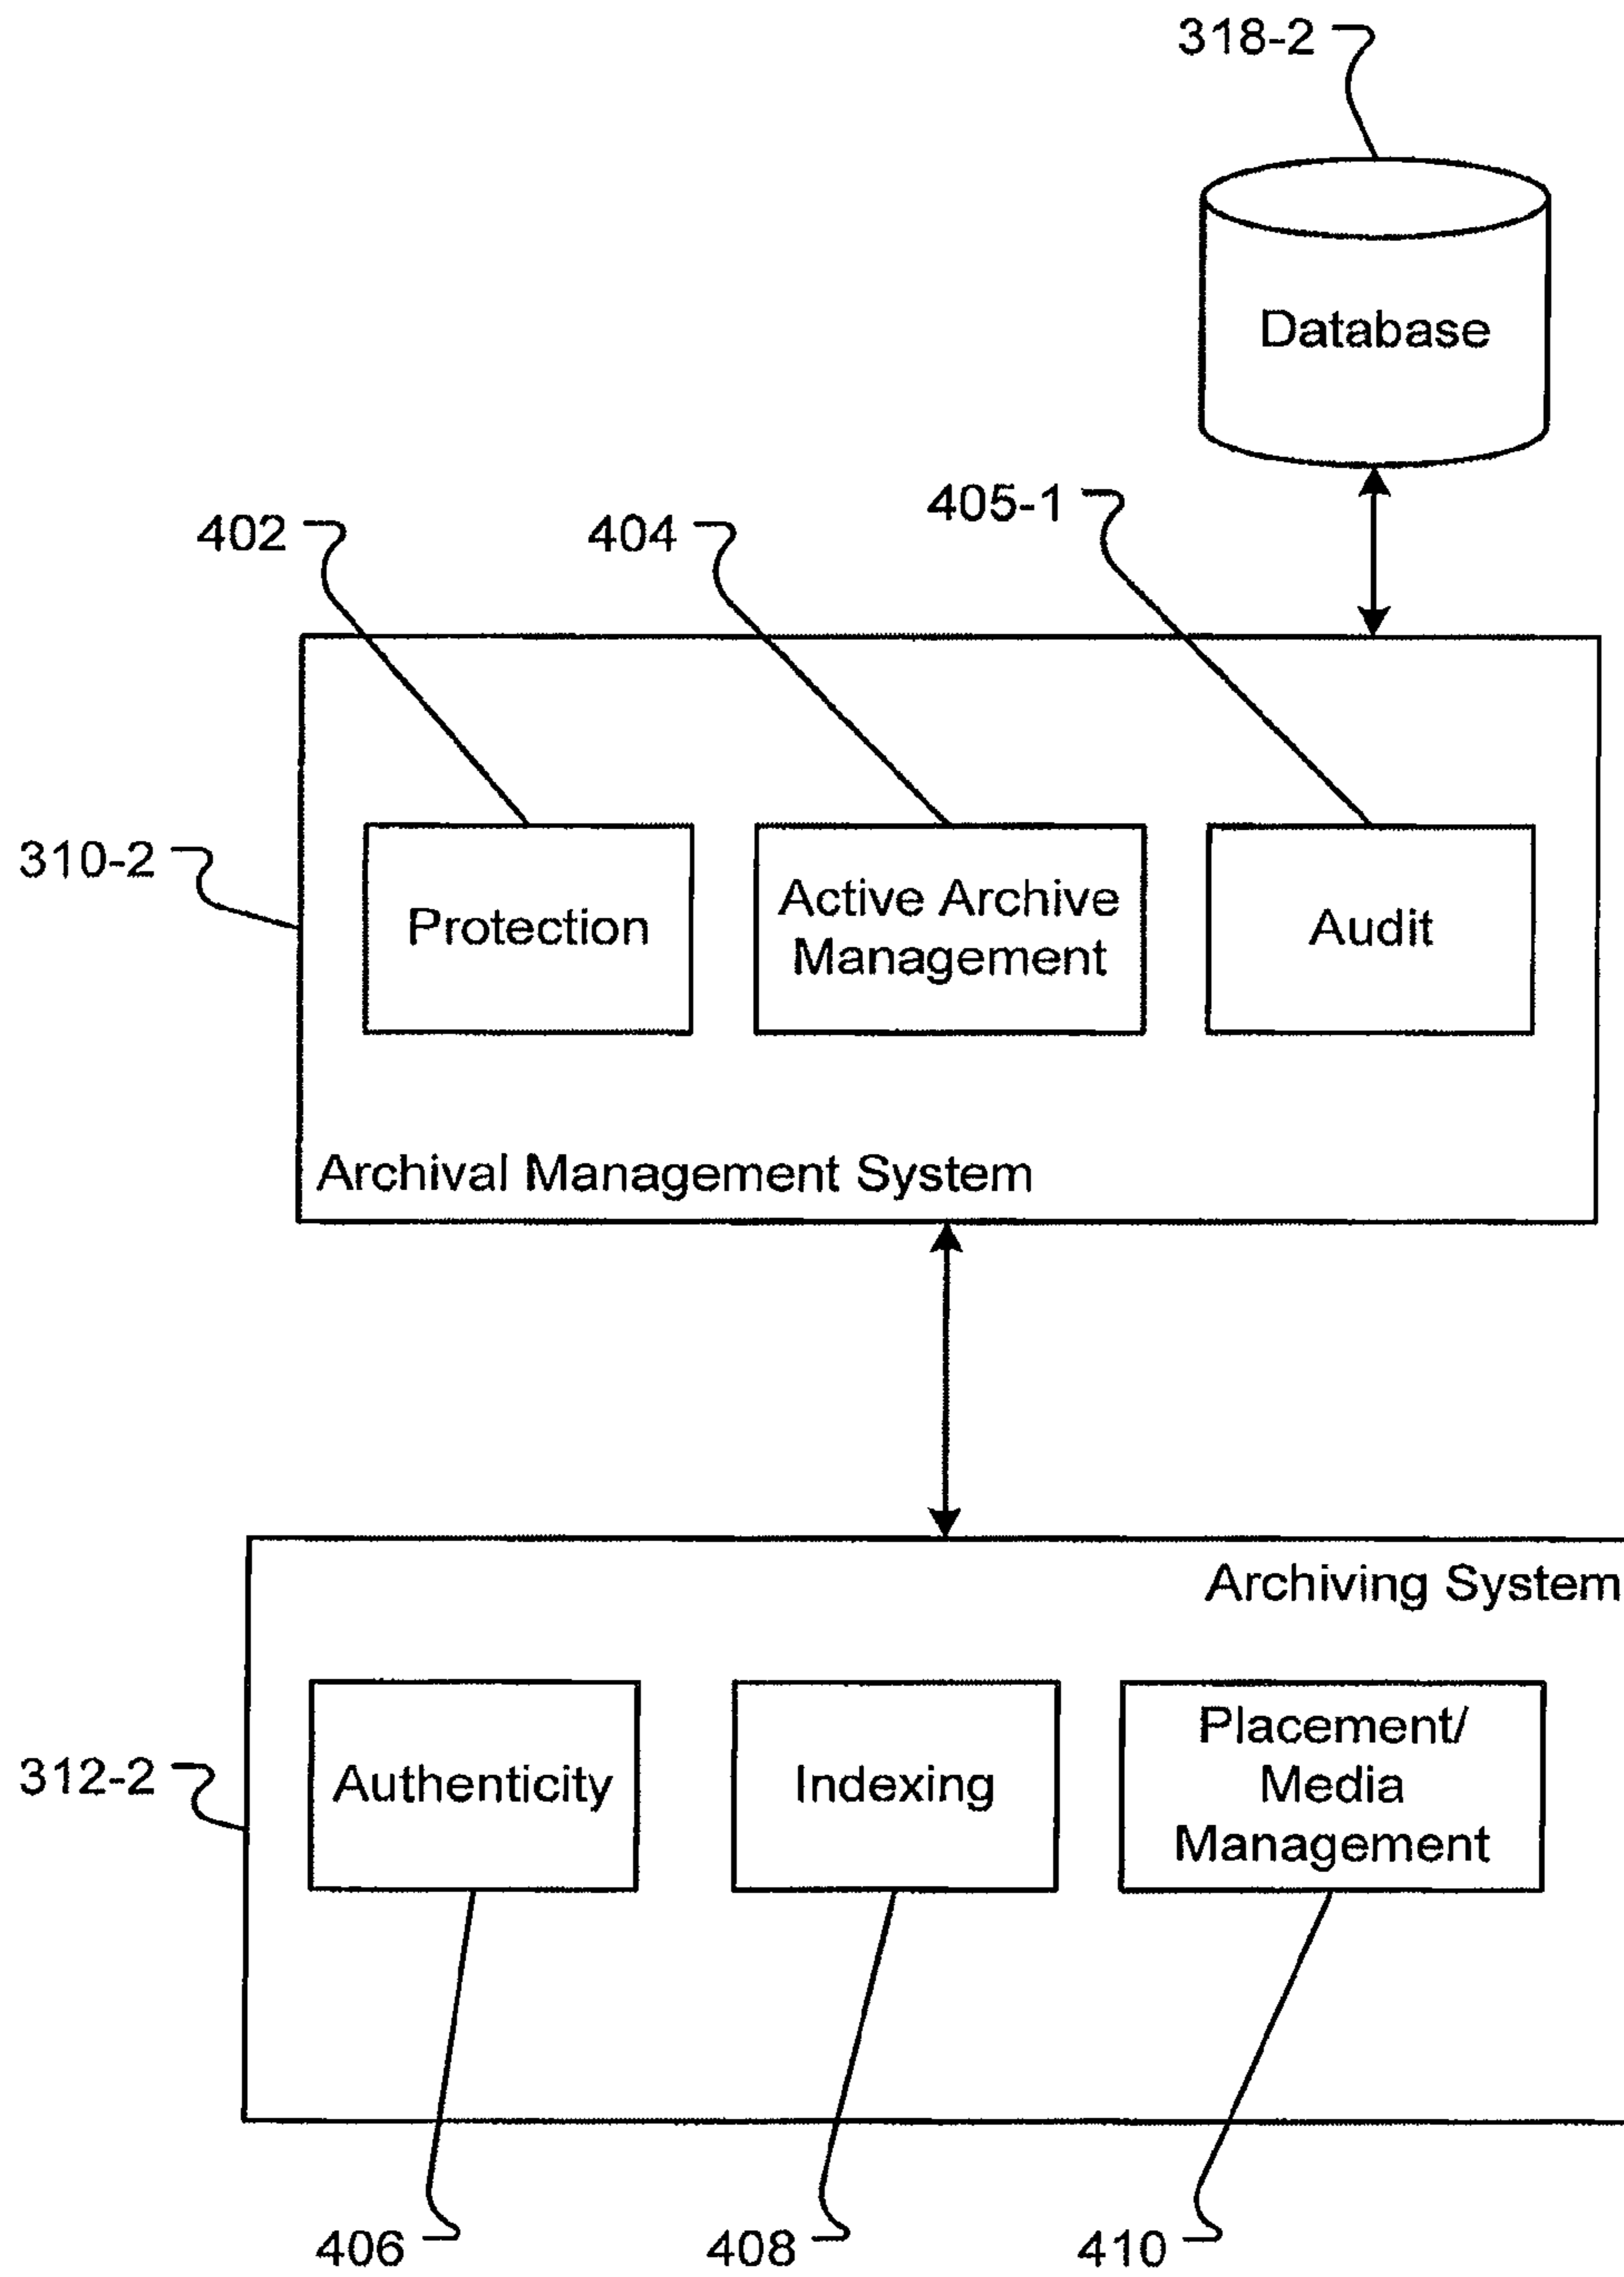 318-2
Database
402
404
405-1
310-2
Protection
Active Archive
Management
Audit
Archival Management System
Archiving System
312-2
Authenticity
Indexing
Placement/
Media
Management
406
408
410